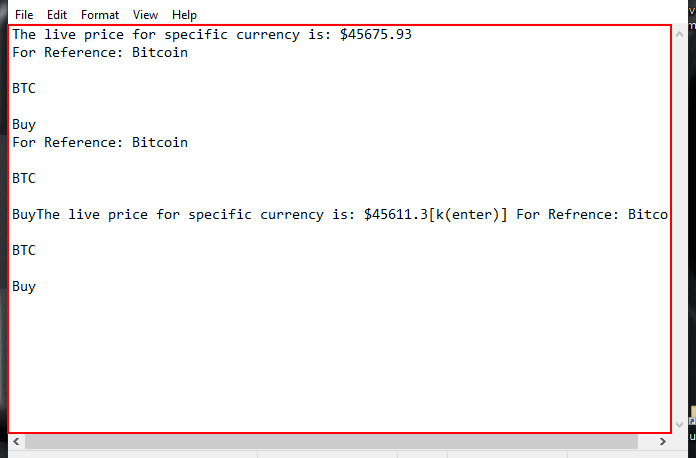 File Edit Format View Help
The live price for specific currency is: $45675.93
For Reference: Bitcoin
BTC
Buy
For Reference: Bitcoin
BTC
BuyThe live price for specific currency is: $45611.3[k(enter)] For Refrence: Bitco
BTC
Buy